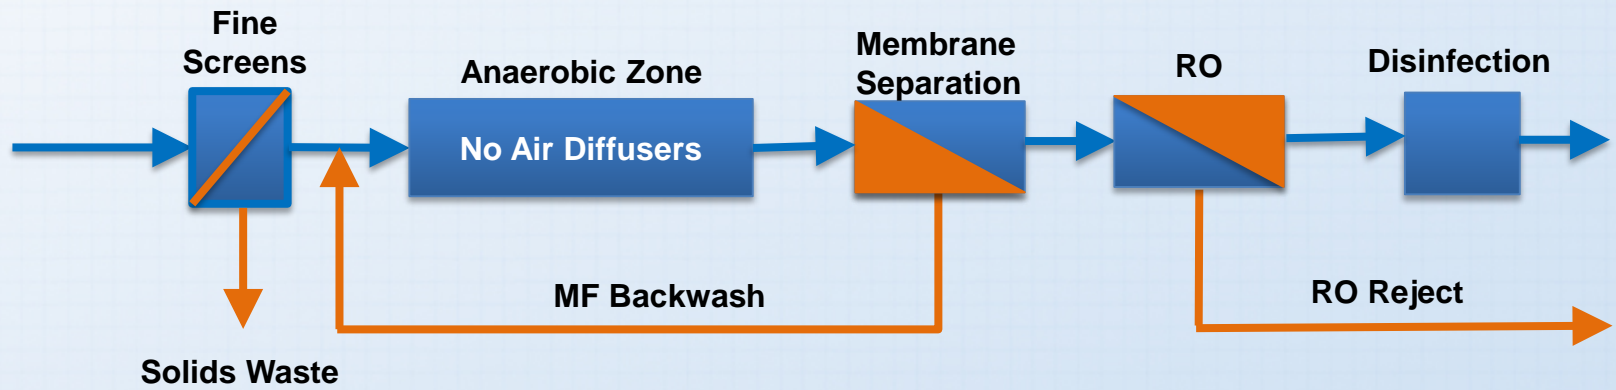 Fine
Screens
Anaerobic Zone
No Air Diffusers
Membrane
Separation
RO
Disinfection
MF Backwash
RO Reject
Solids Waste